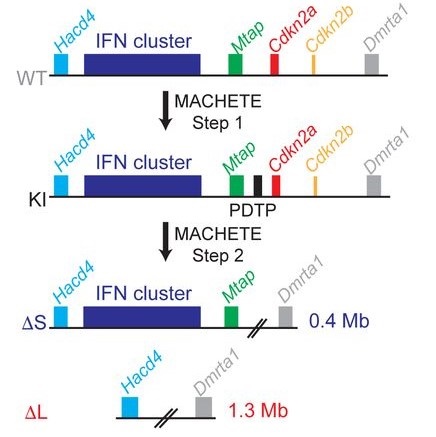 Hacd4 IFN cluster Mtap Cdkn2a Cdkn2b Dmrta1
WT
MACHETE
Step 1
Hacd4 IFN cluster Mtap Cdkn2a Cdkn2b Dmrta1
KI
PDTP
MACHETE
Step 2
Hacd4 IFN cluster Mtap Dmrta1
ΔS 0.4 Mb
Hacd4 Dmrta1
ΔL 1.3 Mb